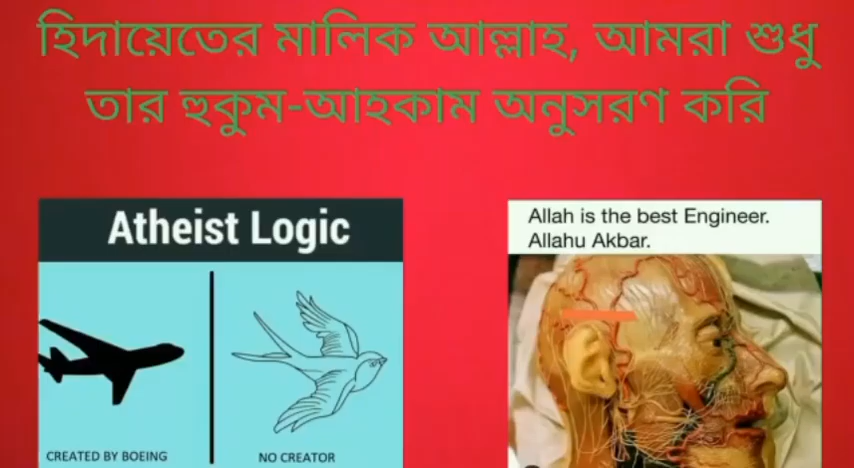 হিদায়েতের মালিক আল্লাহ, আমরা শুধু
তার হুকুম-আহকাম অনুসরণ করি
Atheist Logic
CREATED BY BOEING
NO CREATOR
Allah is the best Engineer.
Allahu Akbar.